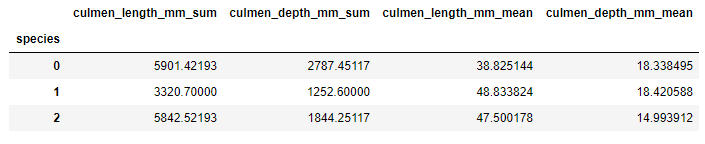 culmen_length_mm_sum culmen_depth_mm_sum culmen_length_mm_mean culmen_depth_mm_mean
species
0 5901.42193 2787.45117 38.825144 18.338495
1 3320.70000 1252.60000 48.833824 18.420588
2 5842.52193 1844.25117 47.500178 14.993912